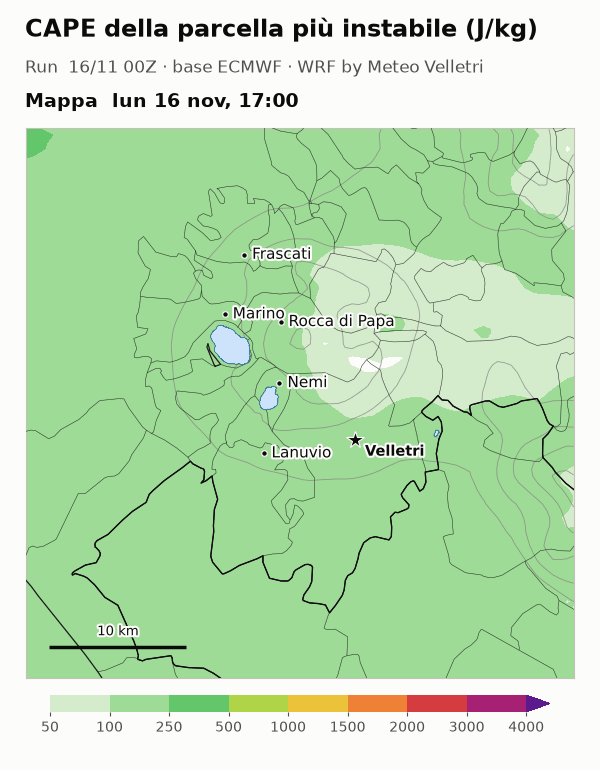 CAPE della parcella più instabile (J/kg)
Run  16/11 00Z · base ECMWF · WRF by Meteo Velletri
Mappa  lun 16 nov, 17:00
Frascati
Marino
Rocca di Papa
Nemi
Velletri
Lanuvio
10 km
50 100 250 500 1000 1500 2000 3000 4000